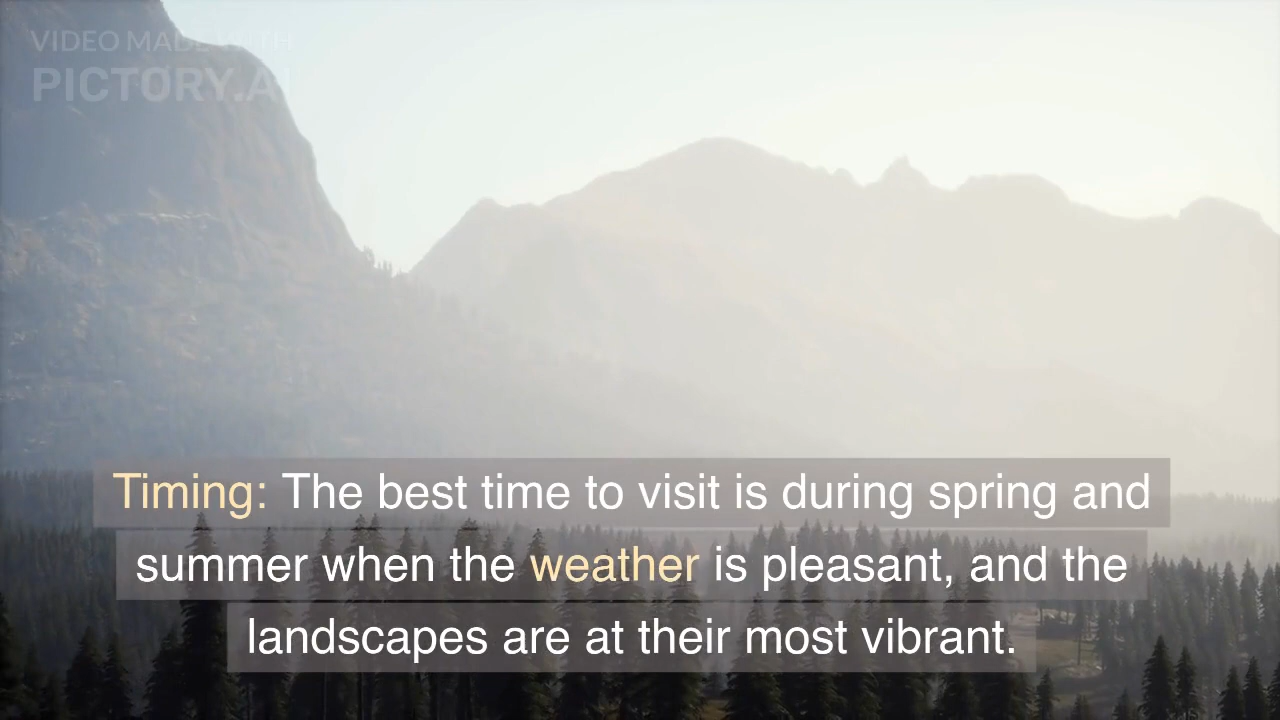 VIDEO MADE WITH
PICTORY.AI
Timing: The best time to visit is during spring and
summer when the weather is pleasant, and the
landscapes are at their most vibrant.